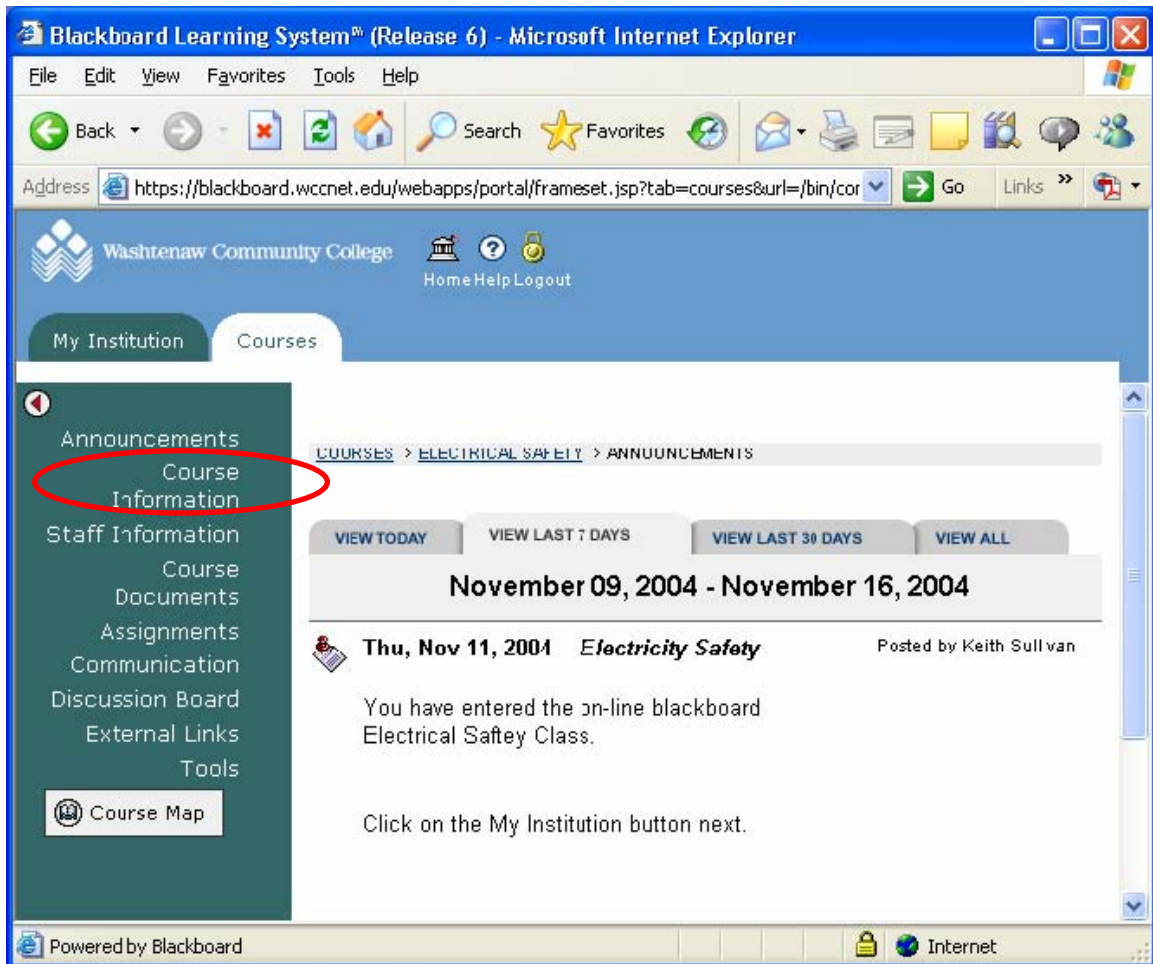 Blackboard Learning System℠ (Release 6) - Microsoft Internet Explorer
File Edit View Favorites Tools Help
Back Search Favorites
Address https://blackboard.wccnet.edu/webapps/portal/frameset.jsp?tab=courses&url=/bin/cor Go Links »
Washtenaw Community College
Home Help Logout
My Institution Courses
Announcements
Course
Information
Staff Information
Course
Documents
Assignments
Communication
Discussion Board
External Links
Tools
Course Map
COURSES > ELECTRICAL SAFETY > ANNOUNCEMENTS
VIEW TODAY VIEW LAST 7 DAYS VIEW LAST 30 DAYS VIEW ALL
November 09, 2004 - November 16, 2004
Thu, Nov 11, 2004 Electricity Safety Posted by Keith Sullivan
You have entered the on-line blackboard
Electrical Saftey Class.
Click on the My Institution button next.
Powered by Blackboard Internet